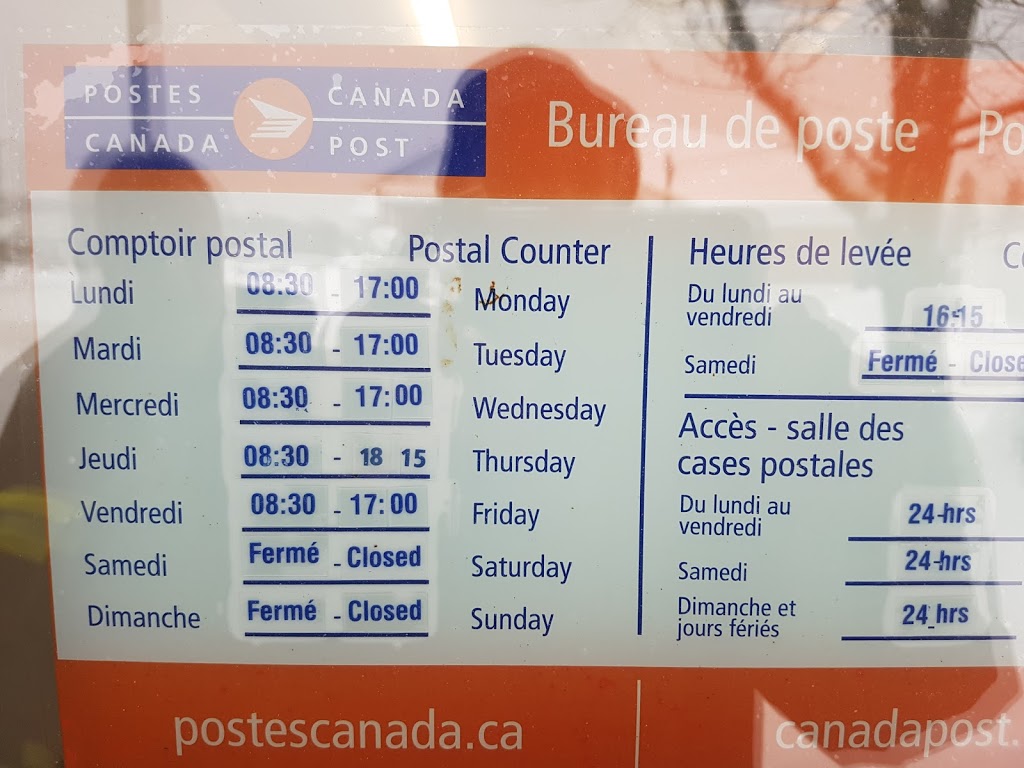 POSTES CANADA
CANADA POST
Bureau de poste
Comptoir postal Postal Counter
Lundi 08:30 - 17:00 Monday
Mardi 08:30 - 17:00 Tuesday
Mercredi 08:30 - 17:00 Wednesday
Jeudi 08:30 - 18 15 Thursday
Vendredi 08:30 - 17:00 Friday
Samedi Fermé - Closed Saturday
Dimanche Fermé - Closed Sunday
Heures de levée
Du lundi au
vendredi 16:15
Samedi Fermé - Close
Accès - salle des
cases postales
Du lundi au
vendredi 24-hrs
Samedi 24-hrs
Dimanche et
jours fériés 24 hrs
postescanada.ca
canadapost.